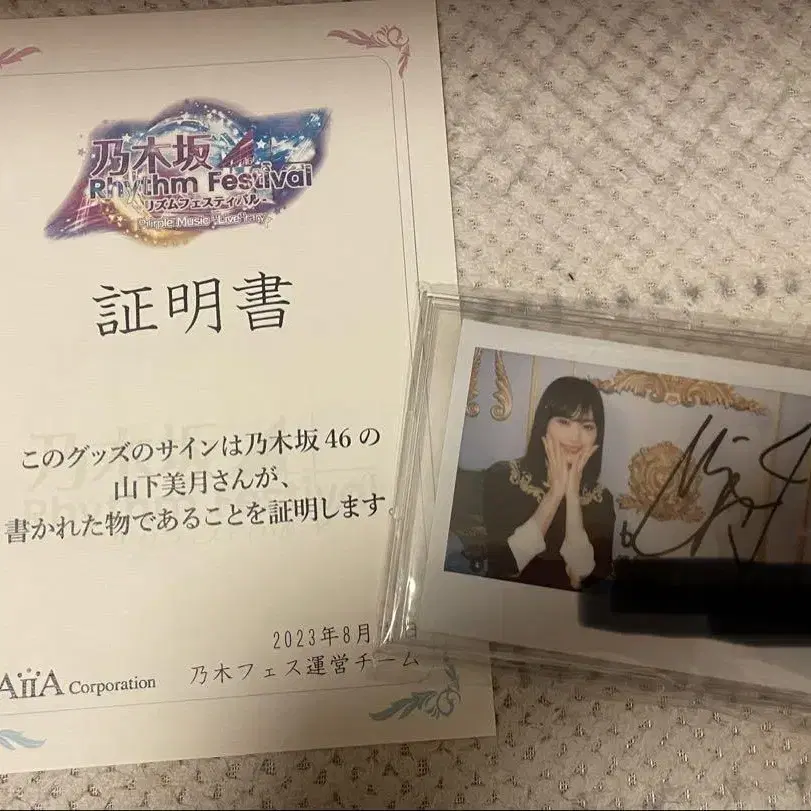 乃木坂
Rhythm Festival
-リズムフェスティバル-
証明書
このグッズのサインは乃木坂46の
山下美月さんが、
書かれた物であることを証明します。
2023年8月
乃木フェス運営チーム
AiiA Corporation